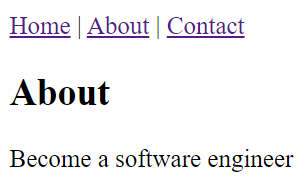 Home | About | Contact
About
Become a software engineer